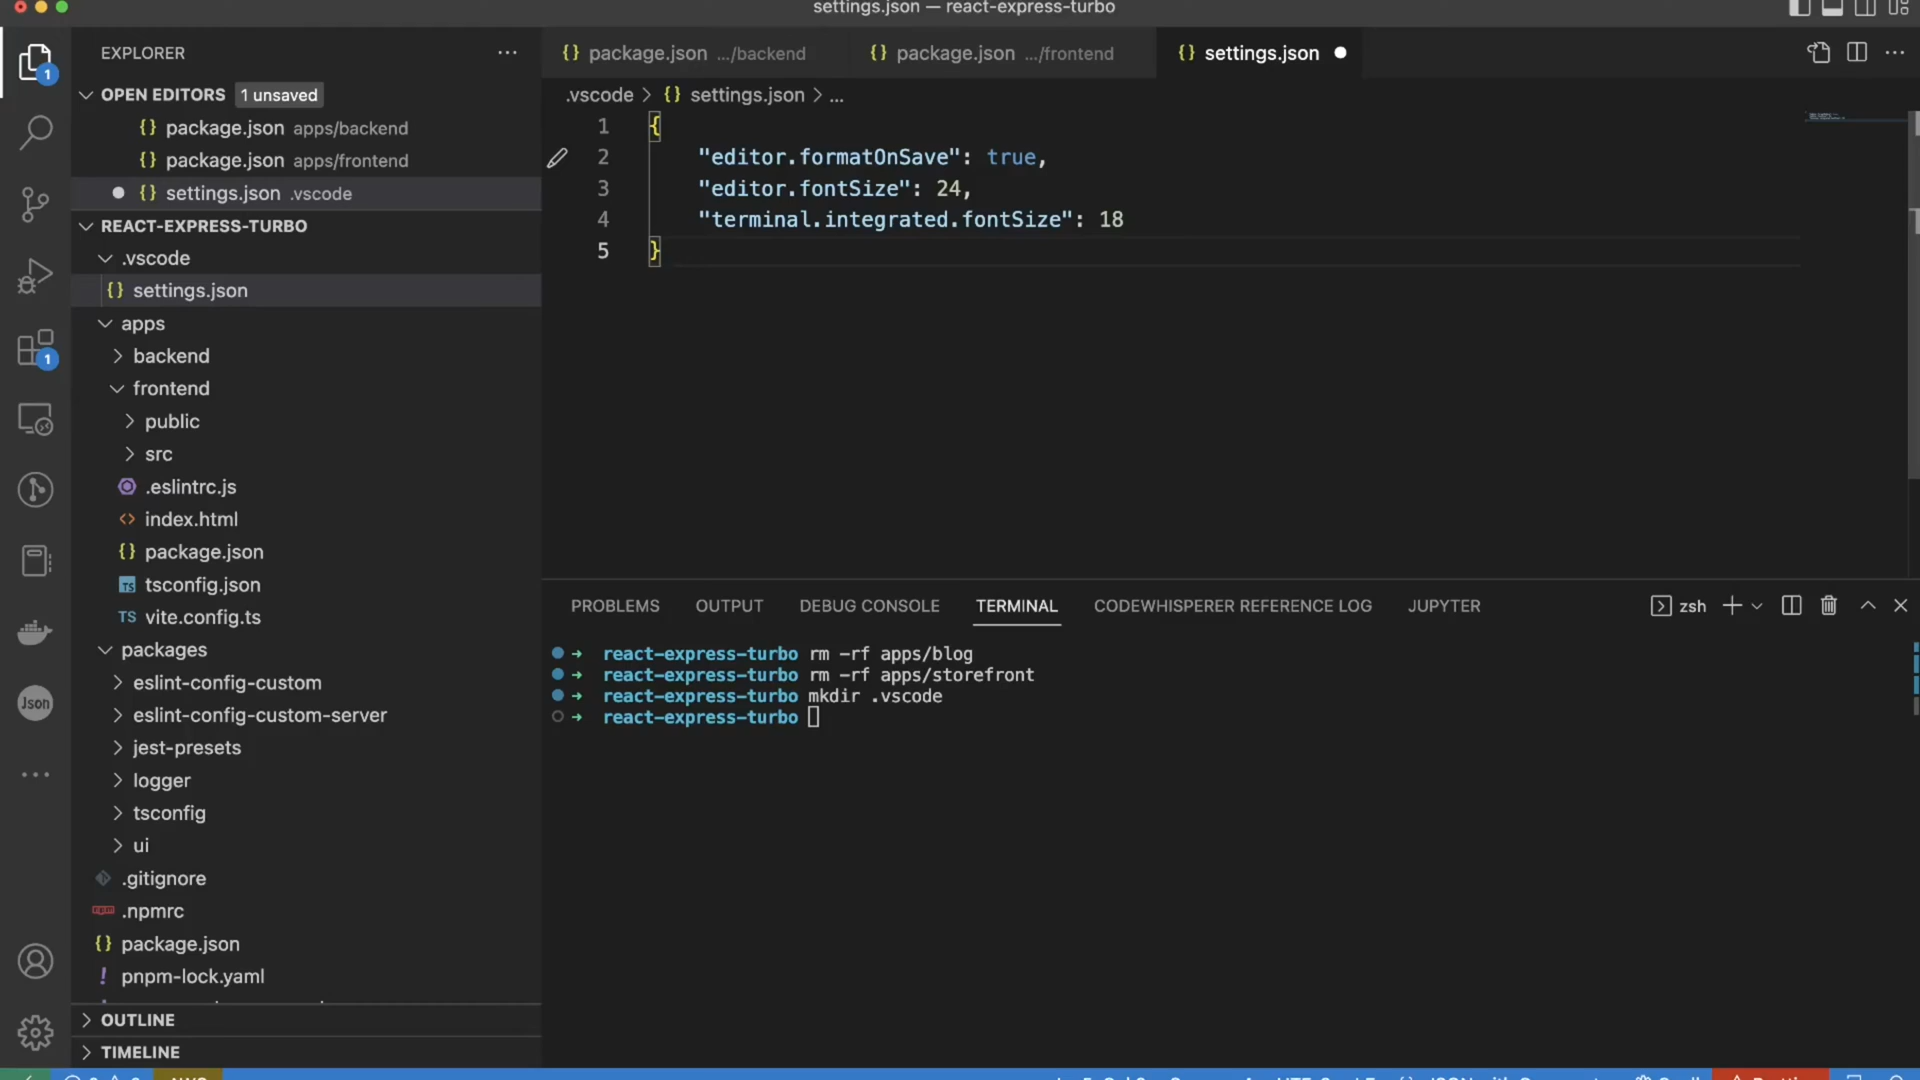 settings.json — react-express-turbo
EXPLORER
OPEN EDITORS 1 unsaved
{} package.json apps/backend
{} package.json apps/frontend
{} settings.json .vscode
REACT-EXPRESS-TURBO
.vscode
{} settings.json
apps
backend
frontend
public
src
.eslintrc.js
<> index.html
{} package.json
TS tsconfig.json
TS vite.config.ts
packages
eslint-config-custom
eslint-config-custom-server
jest-presets
logger
tsconfig
ui
.gitignore
npm .npmrc
{} package.json
! pnpm-lock.yaml
OUTLINE
TIMELINE
1
1
Json
{} package.json .../backend
{} package.json .../frontend
{} settings.json
.vscode > {} settings.json > ...
1 {
2 "editor.formatOnSave": true,
3 "editor.fontSize": 24,
4 "terminal.integrated.fontSize": 18
5 }
PROBLEMS OUTPUT DEBUG CONSOLE TERMINAL CODEWHISPERER REFERENCE LOG JUPYTER
zsh
→ react-express-turbo rm -rf apps/blog
→ react-express-turbo rm -rf apps/storefront
→ react-express-turbo mkdir .vscode
→ react-express-turbo